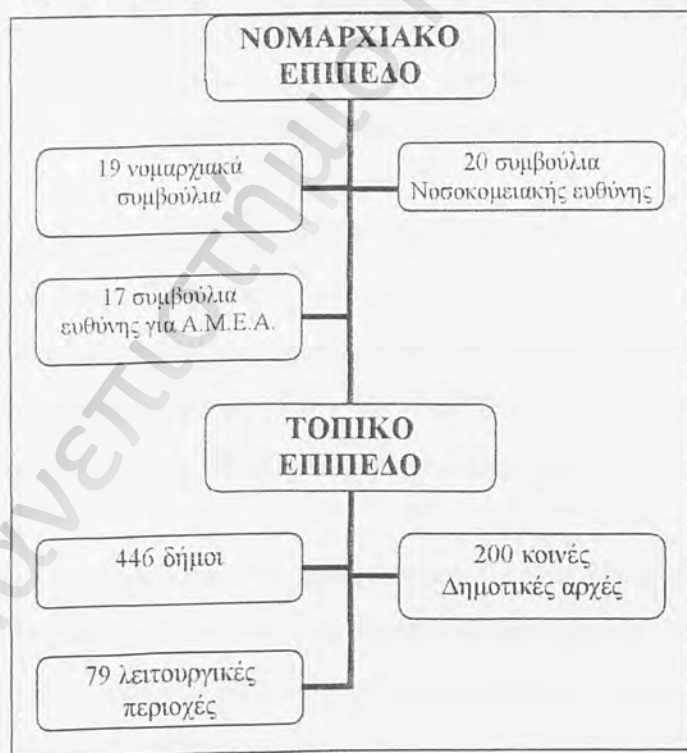 ΝΟΜΑΡΧΙΑΚΟ
ΕΠΙΠΕΔΟ
19 νομαρχιακά
συμβούλια
20 συμβούλια
Νοσοκομειακής ευθύνης
17 συμβούλια
ευθύνης για Α.Μ.Ε.Α.
ΤΟΠΙΚΟ
ΕΠΙΠΕΔΟ
446 δήμοι
200 κοινές
Δημοτικές αρχές
79 λειτουργικές
περιοχές